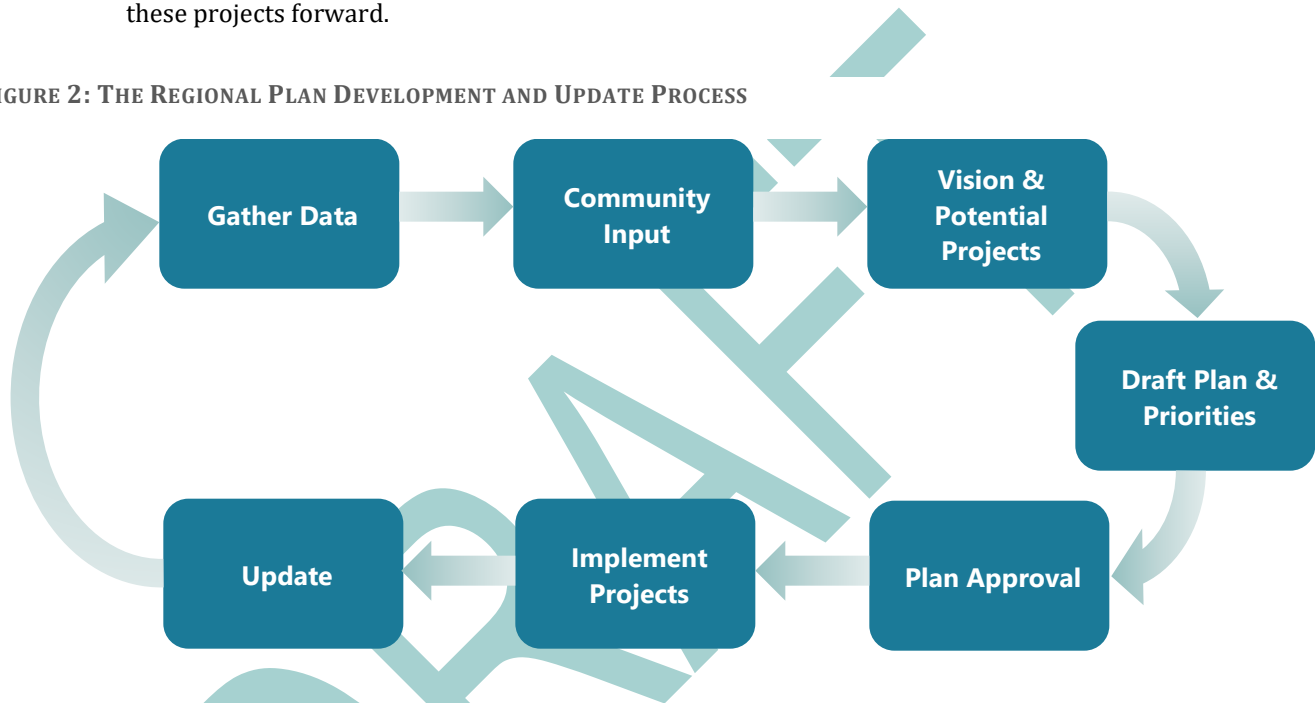 these projects forward.
IGURE 2: THE REGIONAL PLAN DEVELOPMENT AND UPDATE PROCESS
Gather Data
Community
Input
Vision &
Potential
Projects
Draft Plan &
Priorities
Plan Approval
Implement
Projects
Update
DRAFT